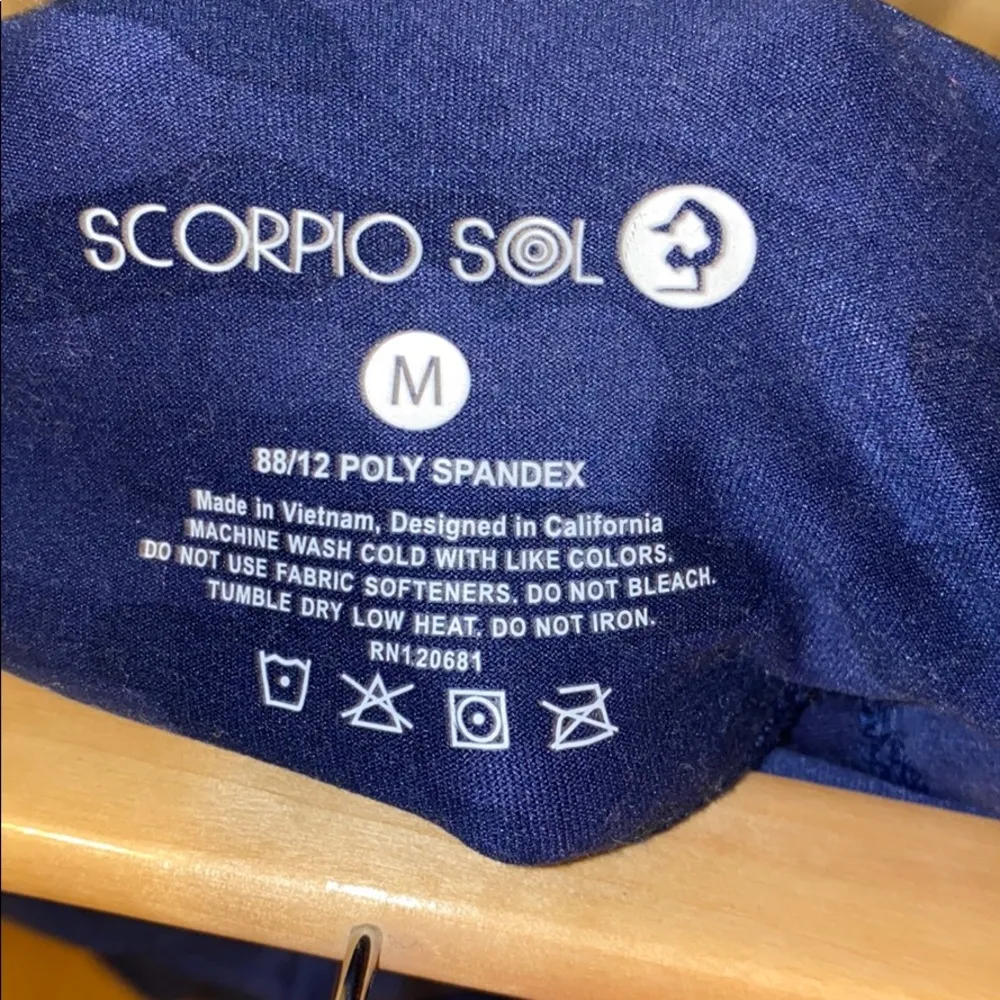 SCORPIO SOL
M
88/12 POLY SPANDEX
Made in Vietnam, Designed in California
MACHINE WASH COLD WITH LIKE COLORS.
DO NOT USE FABRIC SOFTENERS. DO NOT BLEACH.
TUMBLE DRY LOW HEAT. DO NOT IRON.
RN120681